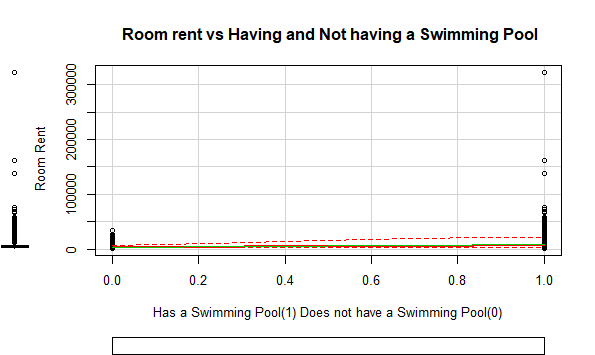 Room rent vs Having and Not having a Swimming Pool
Room Rent
300000
200000
100000
0
0.0 0.2 0.4 0.6 0.8 1.0
Has a Swimming Pool(1) Does not have a Swimming Pool(0)